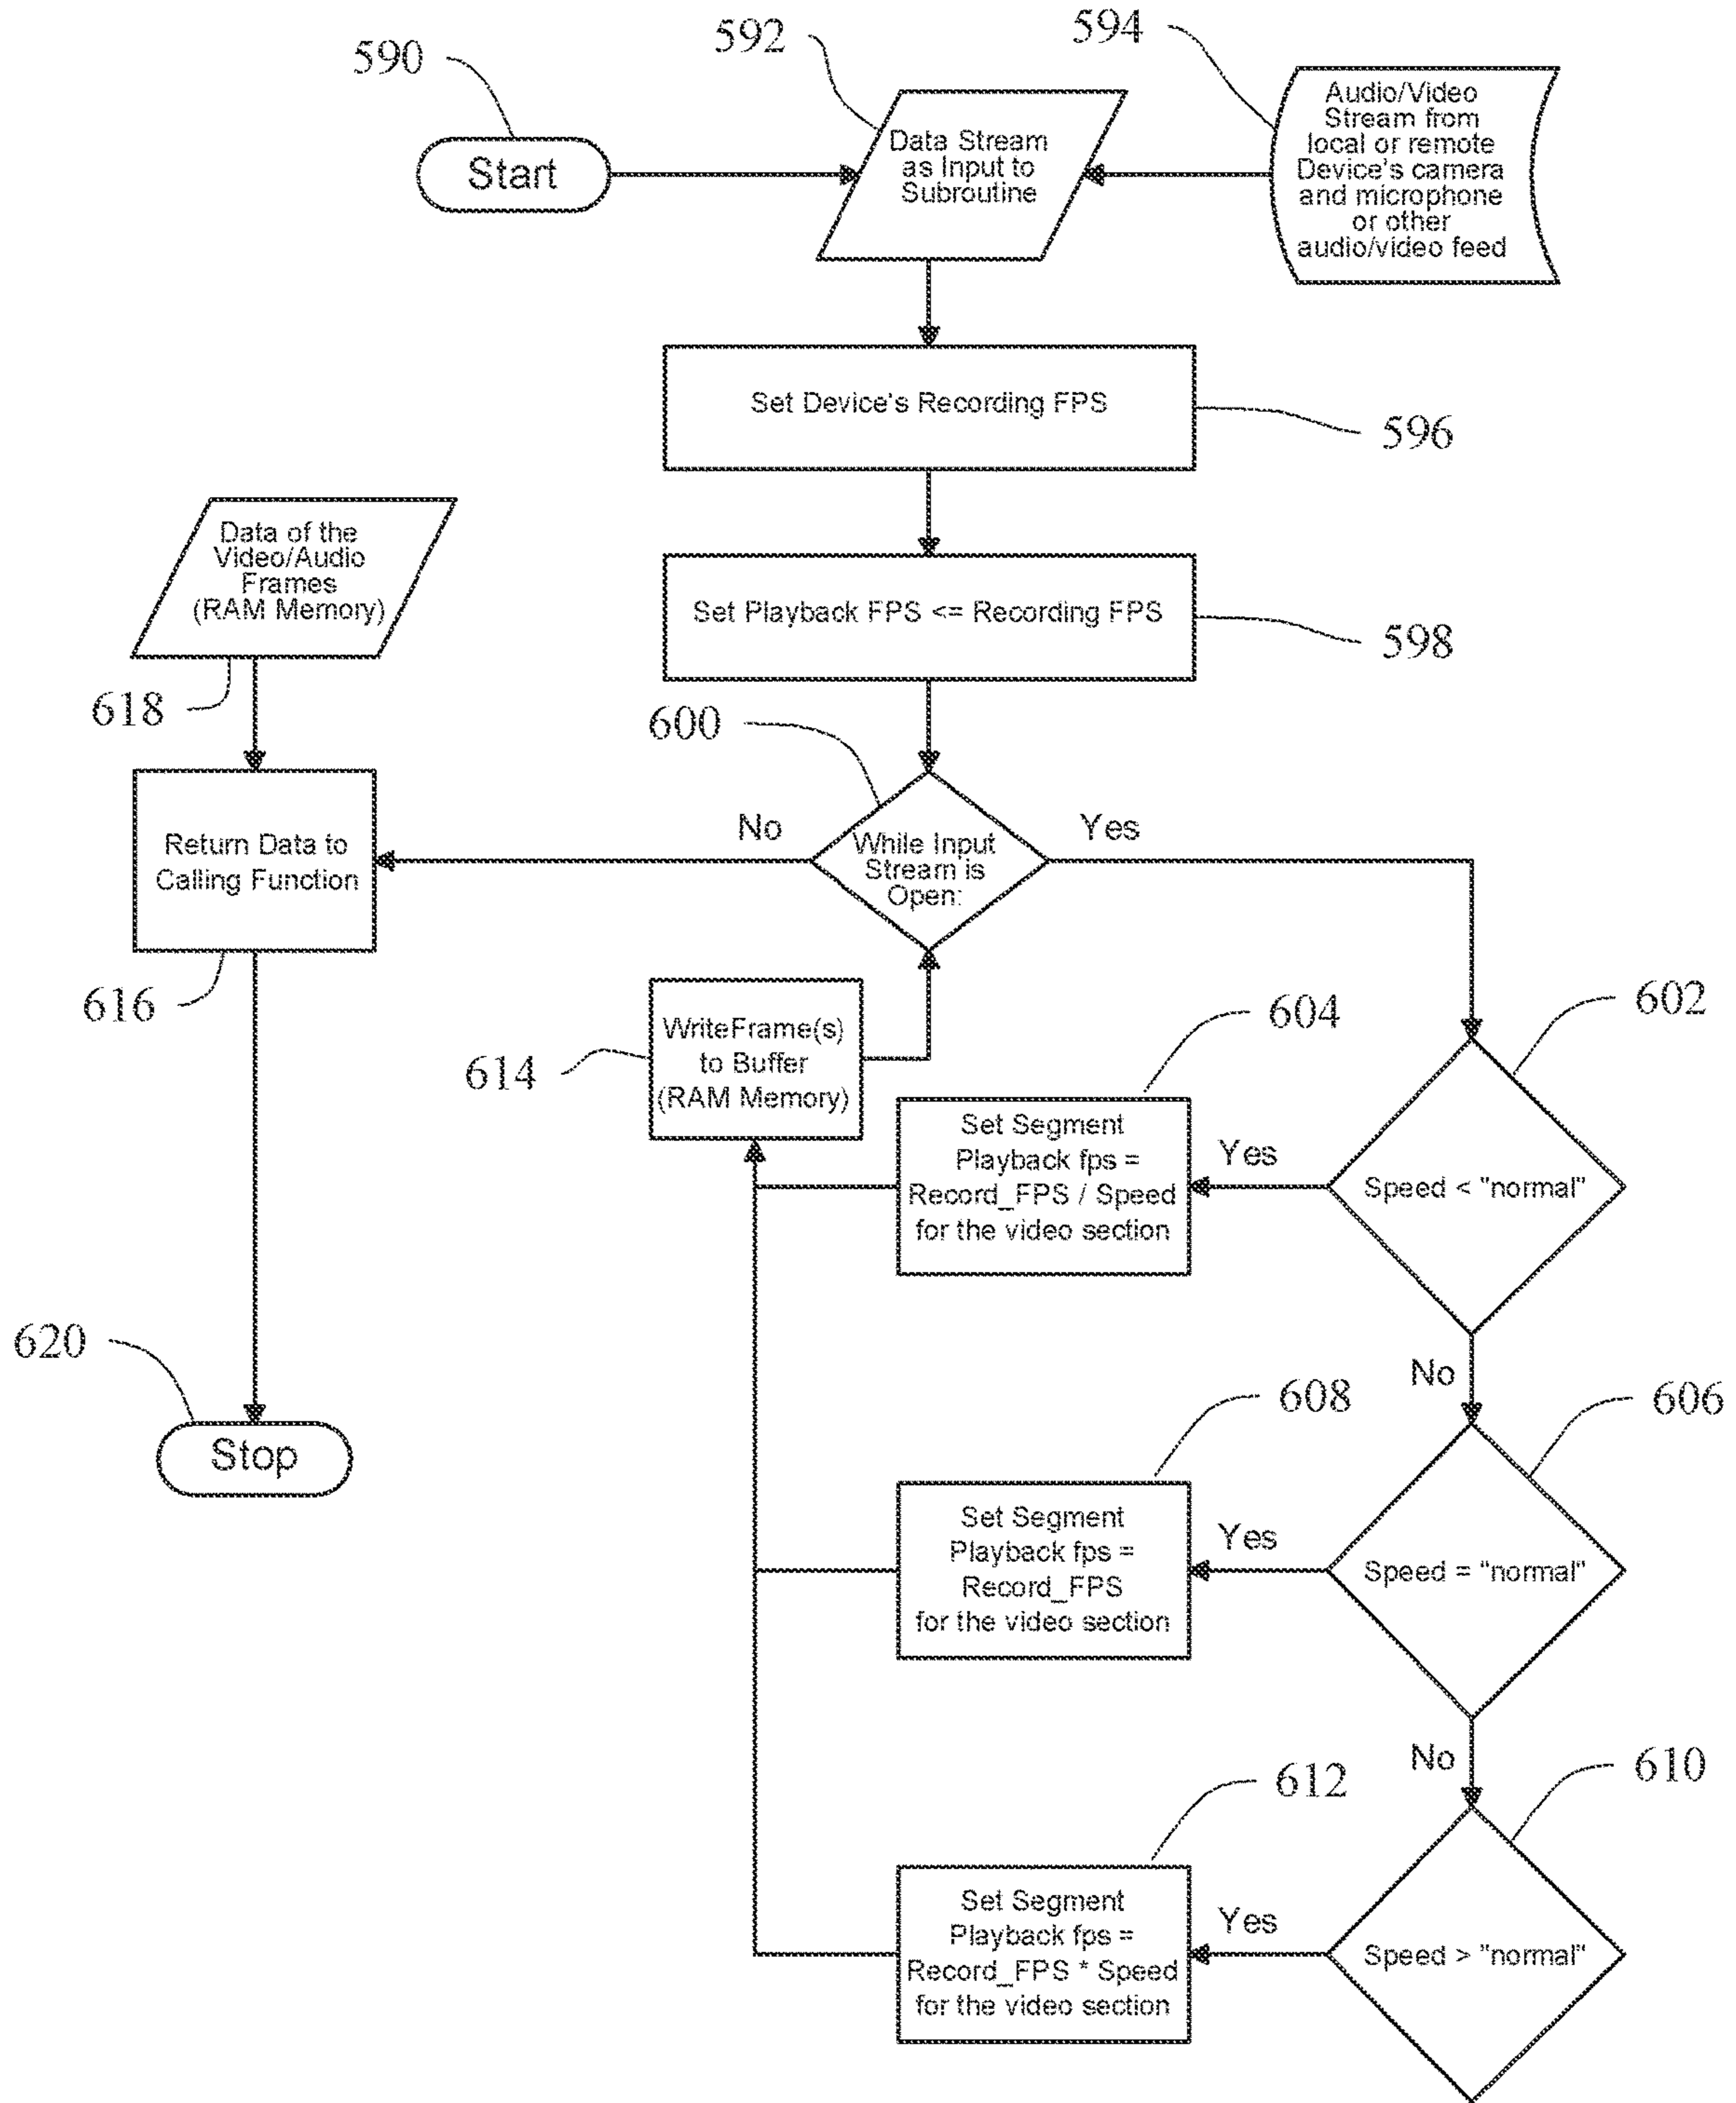 590
592
594
Start
Data Stream
as Input to
Subroutine
Audio/Video
Stream from
local or remote
Device's camera
and microphone
or other
audio/video feed
Set Device's Recording FPS
596
Set Playback FPS <= Recording FPS
598
Data of the
Video/Audio
Frames
(RAM Memory)
618
600
No
Yes
While Input
Stream is
Open:
Return Data to
Calling Function
616
WriteFrame(s)
to Buffer
(RAM Memory)
614
604
602
Set Segment
Playback fps =
Record_FPS / Speed
for the video section
Yes
Speed < "normal"
No
620
Stop
608
606
Set Segment
Playback fps =
Record_FPS
for the video section
Yes
Speed = "normal"
No
612
610
Set Segment
Playback fps =
Record_FPS * Speed
for the video section
Yes
Speed > "normal"